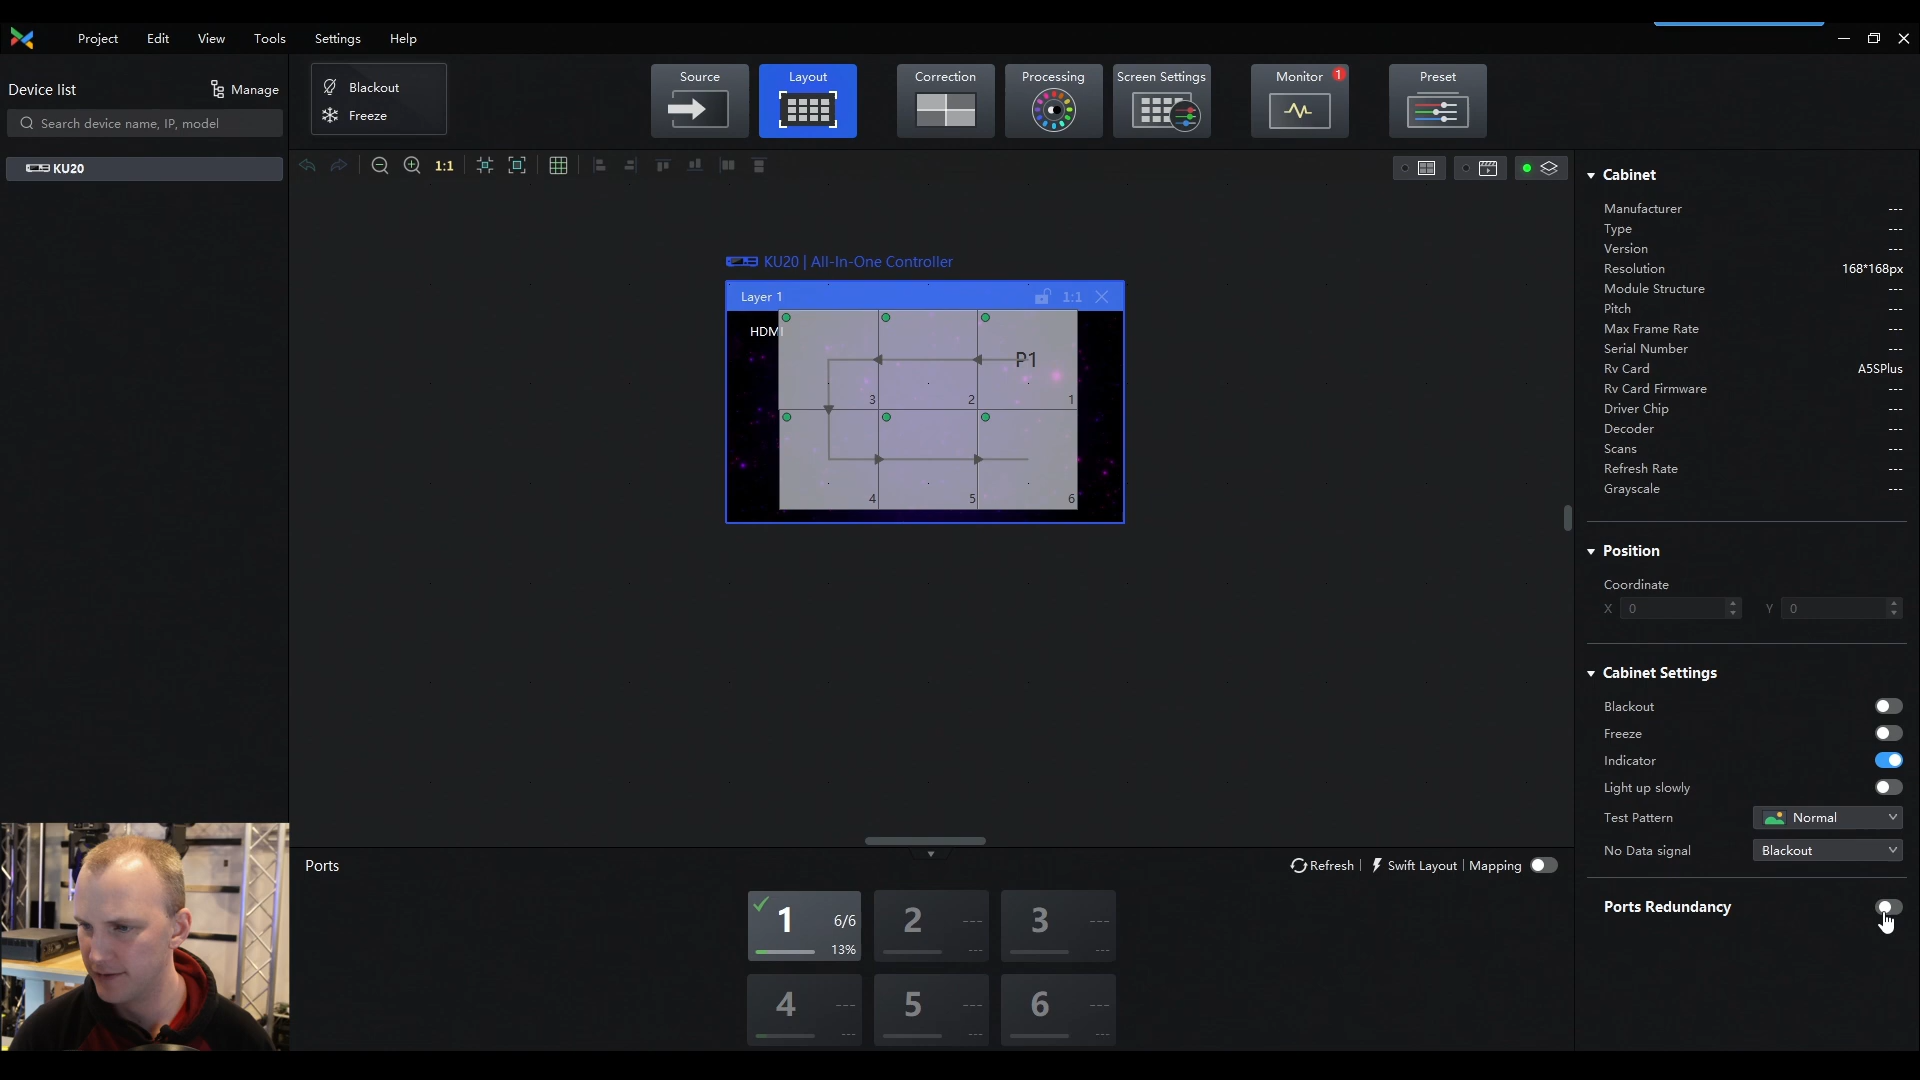 Project Edit View Tools Settings Help
Device list Manage
Search device name, IP, model
KU20
Blackout
Freeze
Source
Layout
Correction
Processing
Screen Settings
Monitor 1
Preset
1:1
KU20 | All-In-One Controller
Layer 1 1:1
HDMI
P1
3 2 1
4 5 6
Cabinet
Manufacturer ---
Type ---
Version ---
Resolution 168*168px
Module Structure ---
Pitch ---
Max Frame Rate ---
Serial Number ---
Rv Card A5SPlus
Rv Card Firmware ---
Driver Chip ---
Decoder ---
Scans ---
Refresh Rate ---
Grayscale ---
Position
Coordinate
X 0 Y 0
Cabinet Settings
Blackout
Freeze
Indicator
Light up slowly
Test Pattern Normal
No Data signal Blackout
Ports Redundancy
Ports
Refresh | Swift Layout | Mapping
1 6/6
13%
2 ---
---
3 ---
---
4 ---
---
5 ---
---
6 ---
---